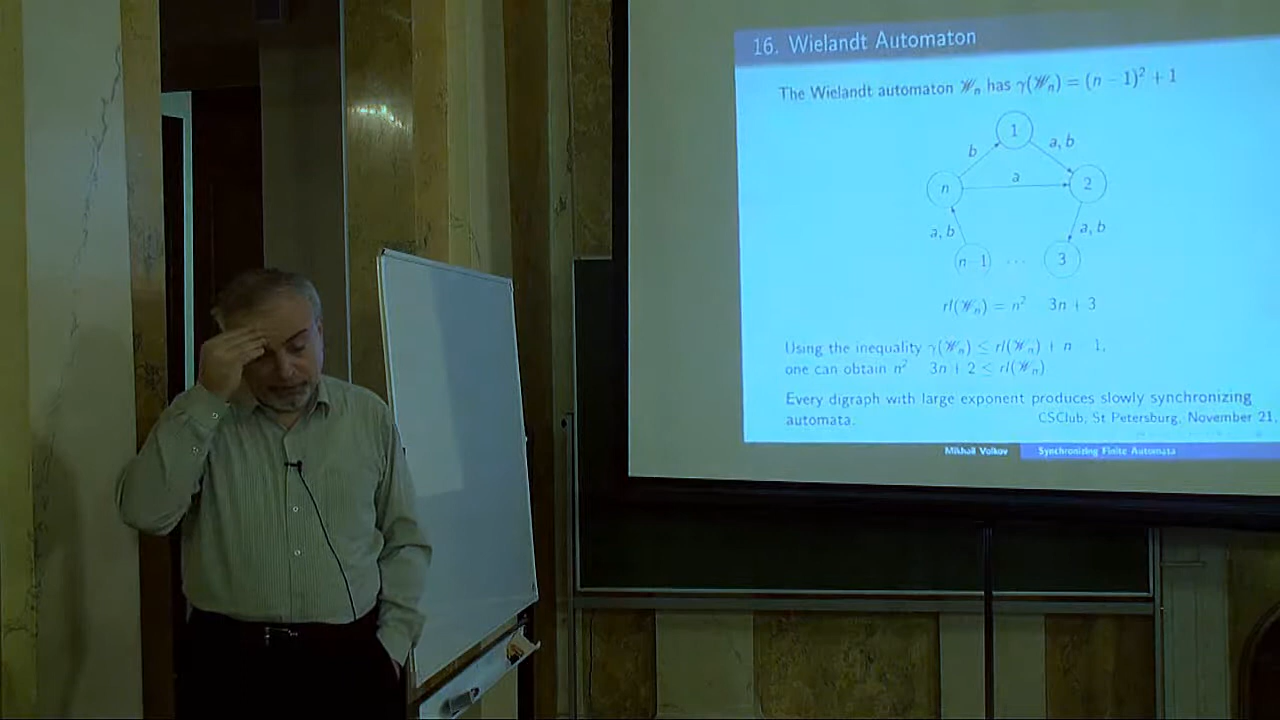 16. Wielandt Automaton
The Wielandt automaton 𝒲n has γ(𝒲n) = (n − 1)² + 1
1
b
a, b
n
a
2
a, b
a, b
n−1
...
3
rl(𝒲n) = n² 3n + 3
Using the inequality γ(𝒲n) ≤ rl(𝒲n) + n 1,
one can obtain n² 3n + 2 ≤ rl(𝒲n)
Every digraph with large exponent produces slowly synchronizing
automata.
CSClub, St Petersburg, November 21,
Mikhail Volkov
Synchronizing Finite Automata